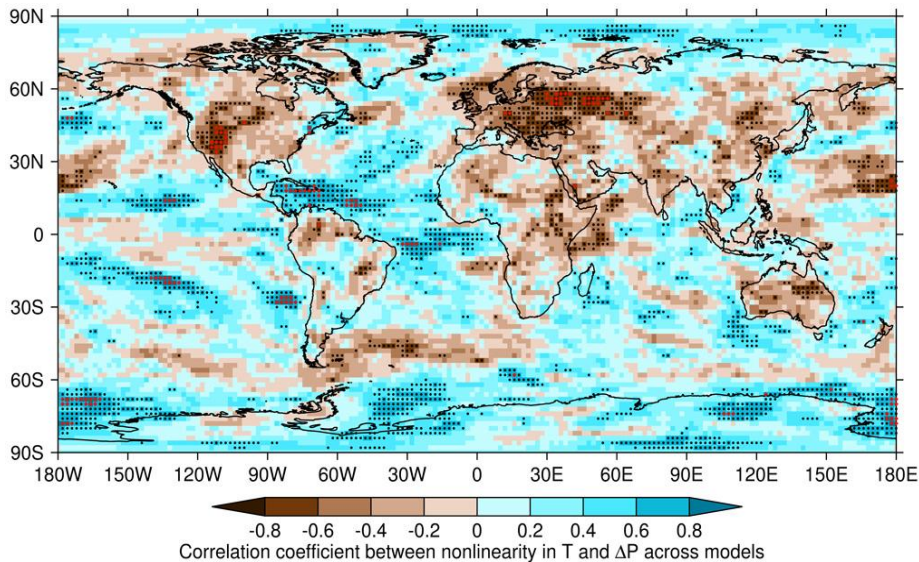 90N
60N
30N
0
30S
60S
90S
180 150W 120W 90W 60W 30W 0 30E 60E 90E 120E 150E 180E
-0.8 -0.6 -0.4 -0.2 0 0.2 0.4 0.6 0.8
Correlation coefficient between nonlinearity in T and ΔP across models